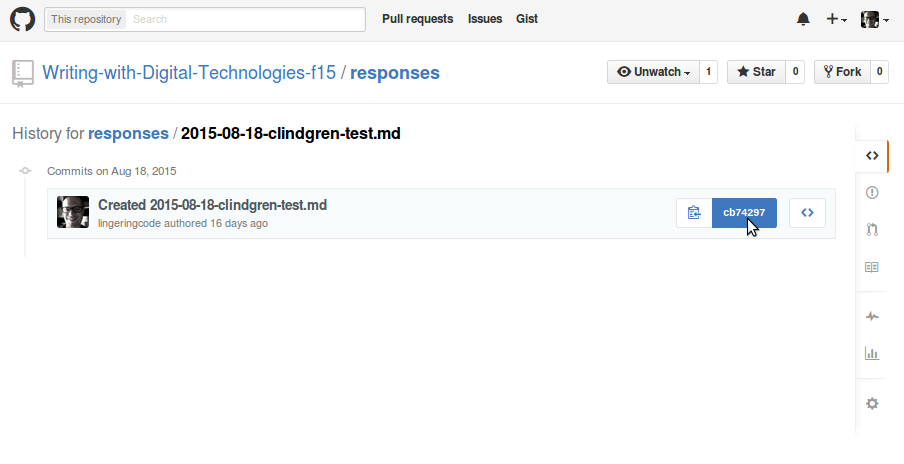 This repository Search Pull requests Issues Gist
Writing-with-Digital-Technologies-f15 / responses Unwatch 1 Star 0 Fork 0
History for responses / 2015-08-18-clindgren-test.md
Commits on Aug 18, 2015
Created 2015-08-18-clindgren-test.md
lingeringcode authored 16 days ago
cb74297